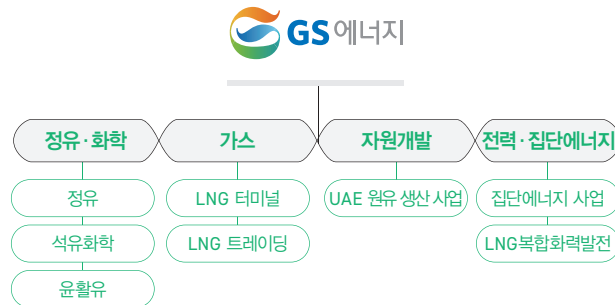 GS에너지
정유·화학
가스
자원개발
전력·집단에너지
정유
LNG 터미널
UAE 원유 생산 사업
집단에너지 사업
석유화학
LNG 트레이딩
LNG복합화력발전
윤활유